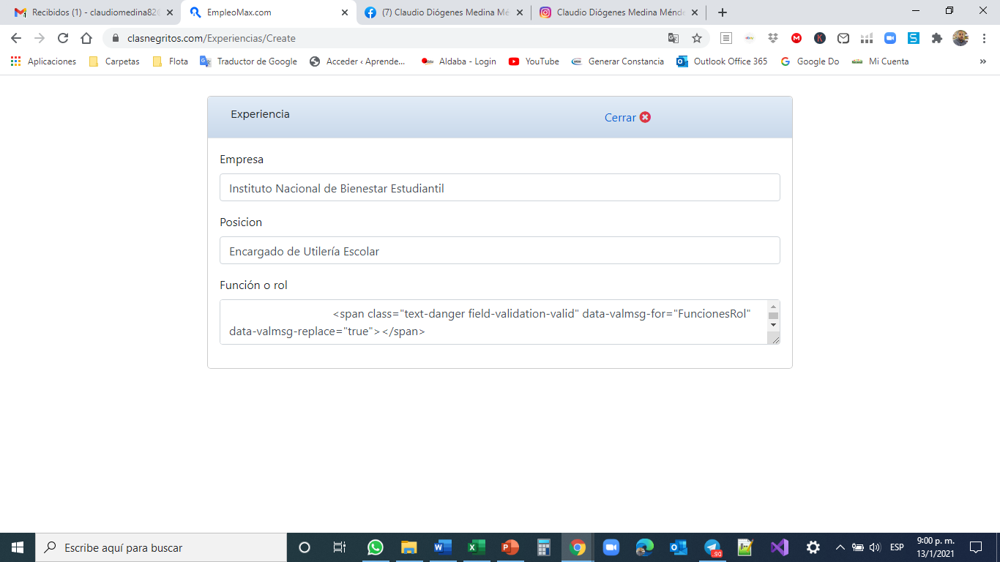 Recibidos (1) - claudiomedina82@
EmpleoMax.com
(7) Claudio Diógenes Medina Mé
Claudio Diógenes Medina Ménde
clasnegritos.com/Experiencias/Create
Aplicaciones
Carpetas
Flota
Traductor de Google
Acceder ‹ Aprende...
Aldaba - Login
YouTube
Generar Constancia
Outlook Office 365
Google Do
Mi Cuenta
»
Experiencia
Cerrar
Empresa
Instituto Nacional de Bienestar Estudiantil
Posicion
Encargado de Utilería Escolar
Función o rol
<span class="text-danger field-validation-valid" data-valmsg-for="FuncionesRol"
data-valmsg-replace="true"></span>
Escribe aquí para buscar
90
ESP
9:00 p. m.
13/1/2021